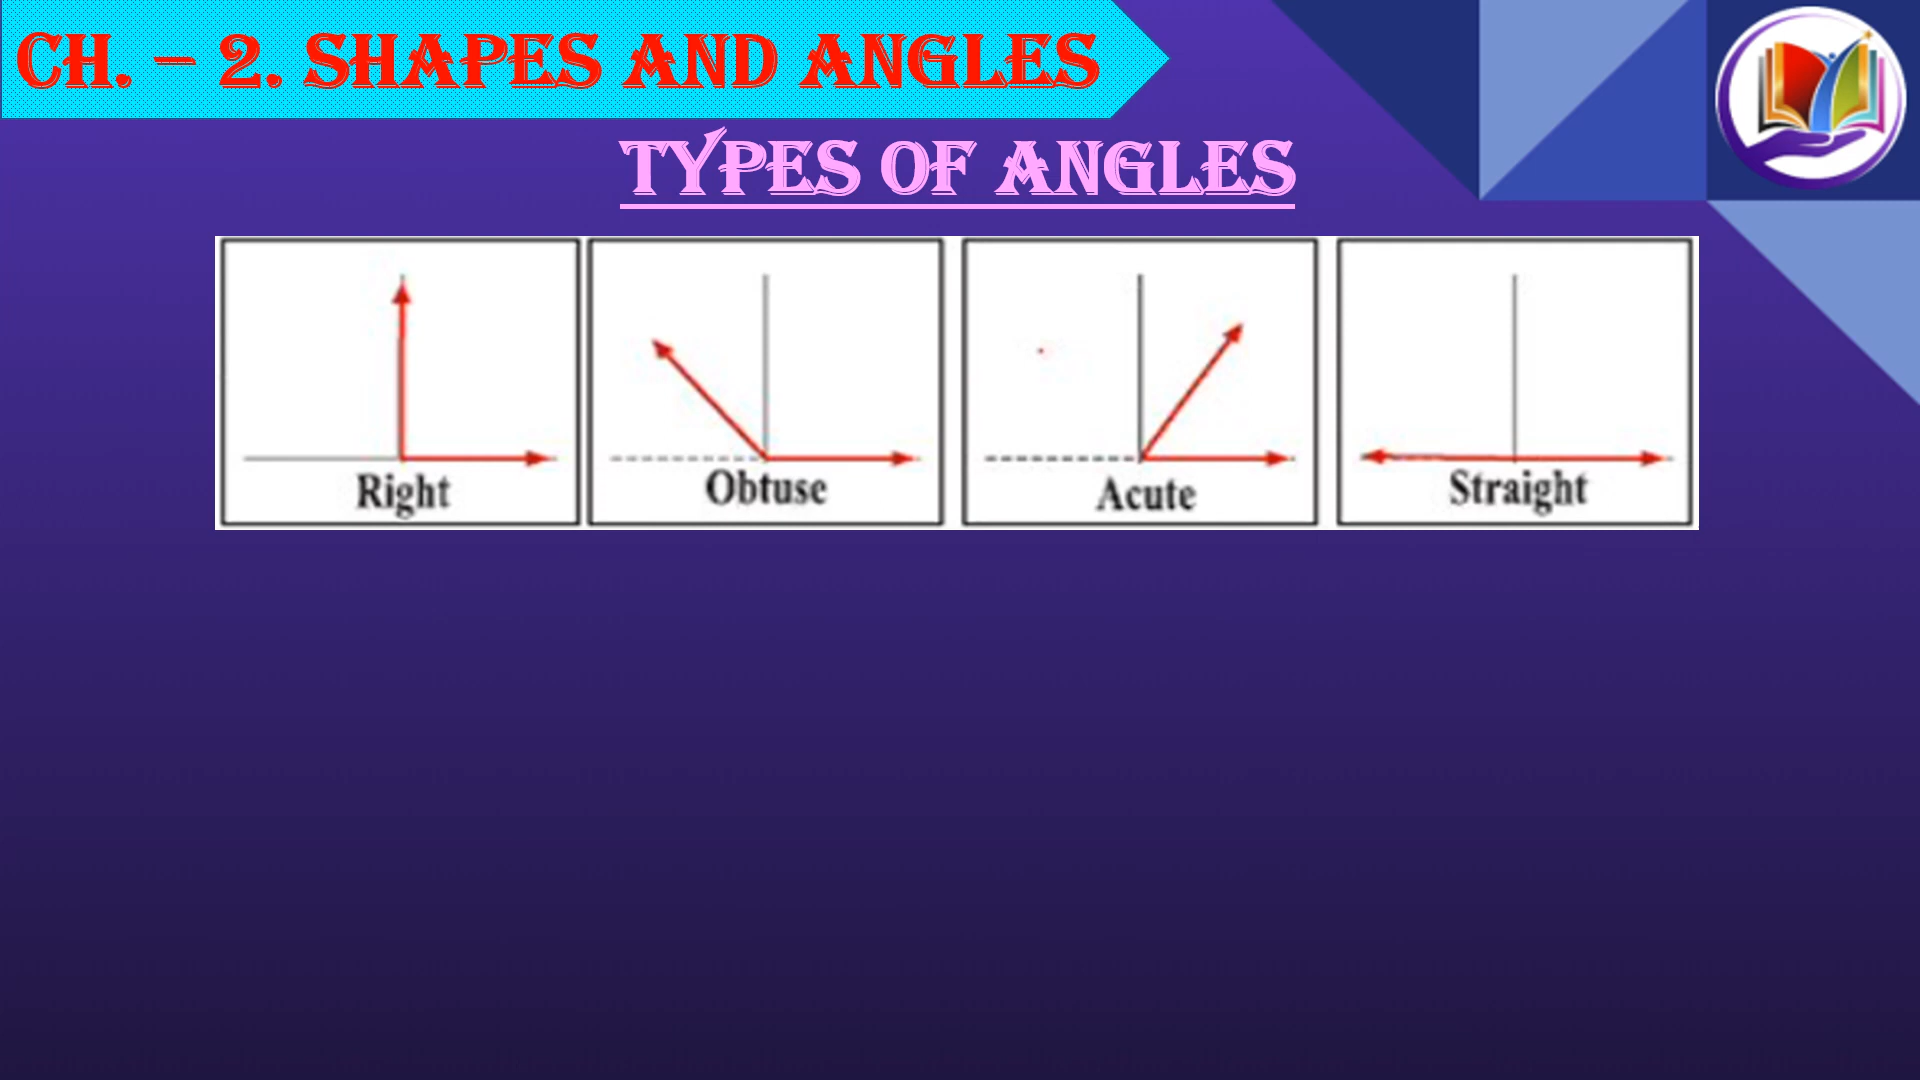 CH. – 2. SHAPES AND ANGLES
TYPES OF ANGLES
Right
Obtuse
Acute
Straight